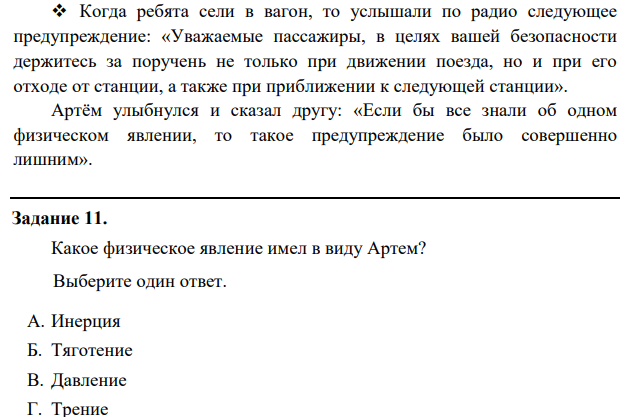 ❖ Когда ребята сели в вагон, то услышали по радио следующее
предупреждение: «Уважаемые пассажиры, в целях вашей безопасности
держитесь за поручень не только при движении поезда, но и при его
отходе от станции, а также при приближении к следующей станции».
Артём улыбнулся и сказал другу: «Если бы все знали об одном
физическом явлении, то такое предупреждение было совершенно
лишним».
Задание 11.
Какое физическое явление имел в виду Артем?
Выберите один ответ.
А. Инерция
Б. Тяготение
В. Давление
Г. Трение